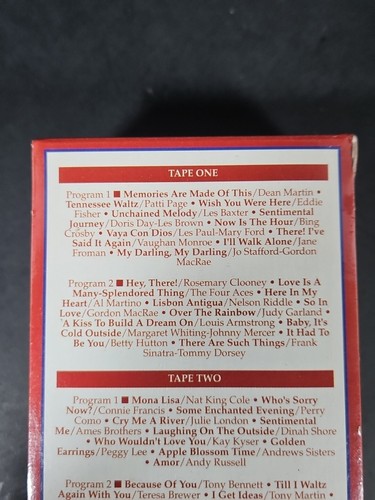 TAPE ONE
Program 1 ■ Memories Are Made Of This/Dean Martin •
Tennessee Waltz/Patti Page • Wish You Were Here/Eddie
Fisher • Unchained Melody/Les Baxter • Sentimental
Journey/Doris Day-Les Brown • Now Is The Hour/Bing
Crosby • Vaya Con Dios/Les Paul-Mary Ford • There! I've
Said It Again/Vaughan Monroe • I'll Walk Alone/Jane
Froman • My Darling, My Darling/Jo Stafford-Gordon
MacRae
Program 2 ■ Hey, There!/Rosemary Clooney • Love Is A
Many-Splendored Thing/The Four Aces • Here In My
Heart/Al Martino • Lisbon Antigua/Nelson Riddle • So In
Love/Gordon MacRae • Over The Rainbow/Judy Garland •
'A Kiss To Build A Dream On/Louis Armstrong • Baby, It's
Cold Outside/Margaret Whiting-Johnny Mercer • It Had To
Be You/Betty Hutton • There Are Such Things/Frank
Sinatra-Tommy Dorsey
TAPE TWO
Program 1 ■ Mona Lisa/Nat King Cole • Who's Sorry
Now?/Connie Francis • Some Enchanted Evening/Perry
Como • Cry Me A River/Julie London • Sentimental
Me/Ames Brothers • Laughing On The Outside/Dinah Shore
• Who Wouldn't Love You/Kay Kyser • Golden
Earrings/Peggy Lee • Apple Blossom Time/Andrews Sisters
• Amor/Andy Russell
Program 2 ■ Because Of You/Tony Bennett • Till I Waltz
Again With You/Teresa Brewer • I Get Ideas/Tony Martin •